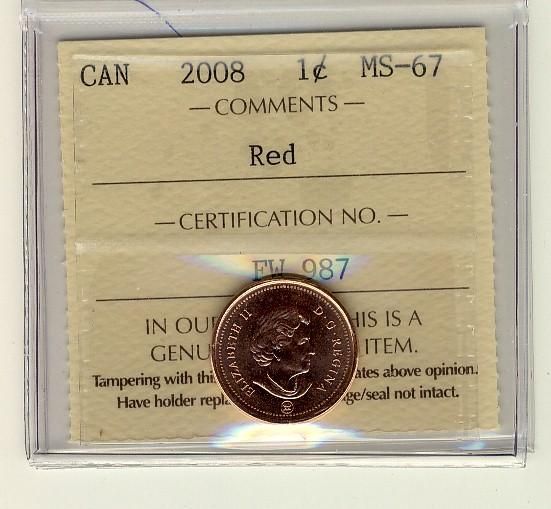 CAN 2008 1¢ MS-67
— COMMENTS —
Red
— CERTIFICATION NO. —
FW 987
IN OUR HIS IS A
GENU ITEM.
Tampering with thi ates above opinion.
Have holder repla ge/seal not intact.
ELIZABETH II D·G·REGINA